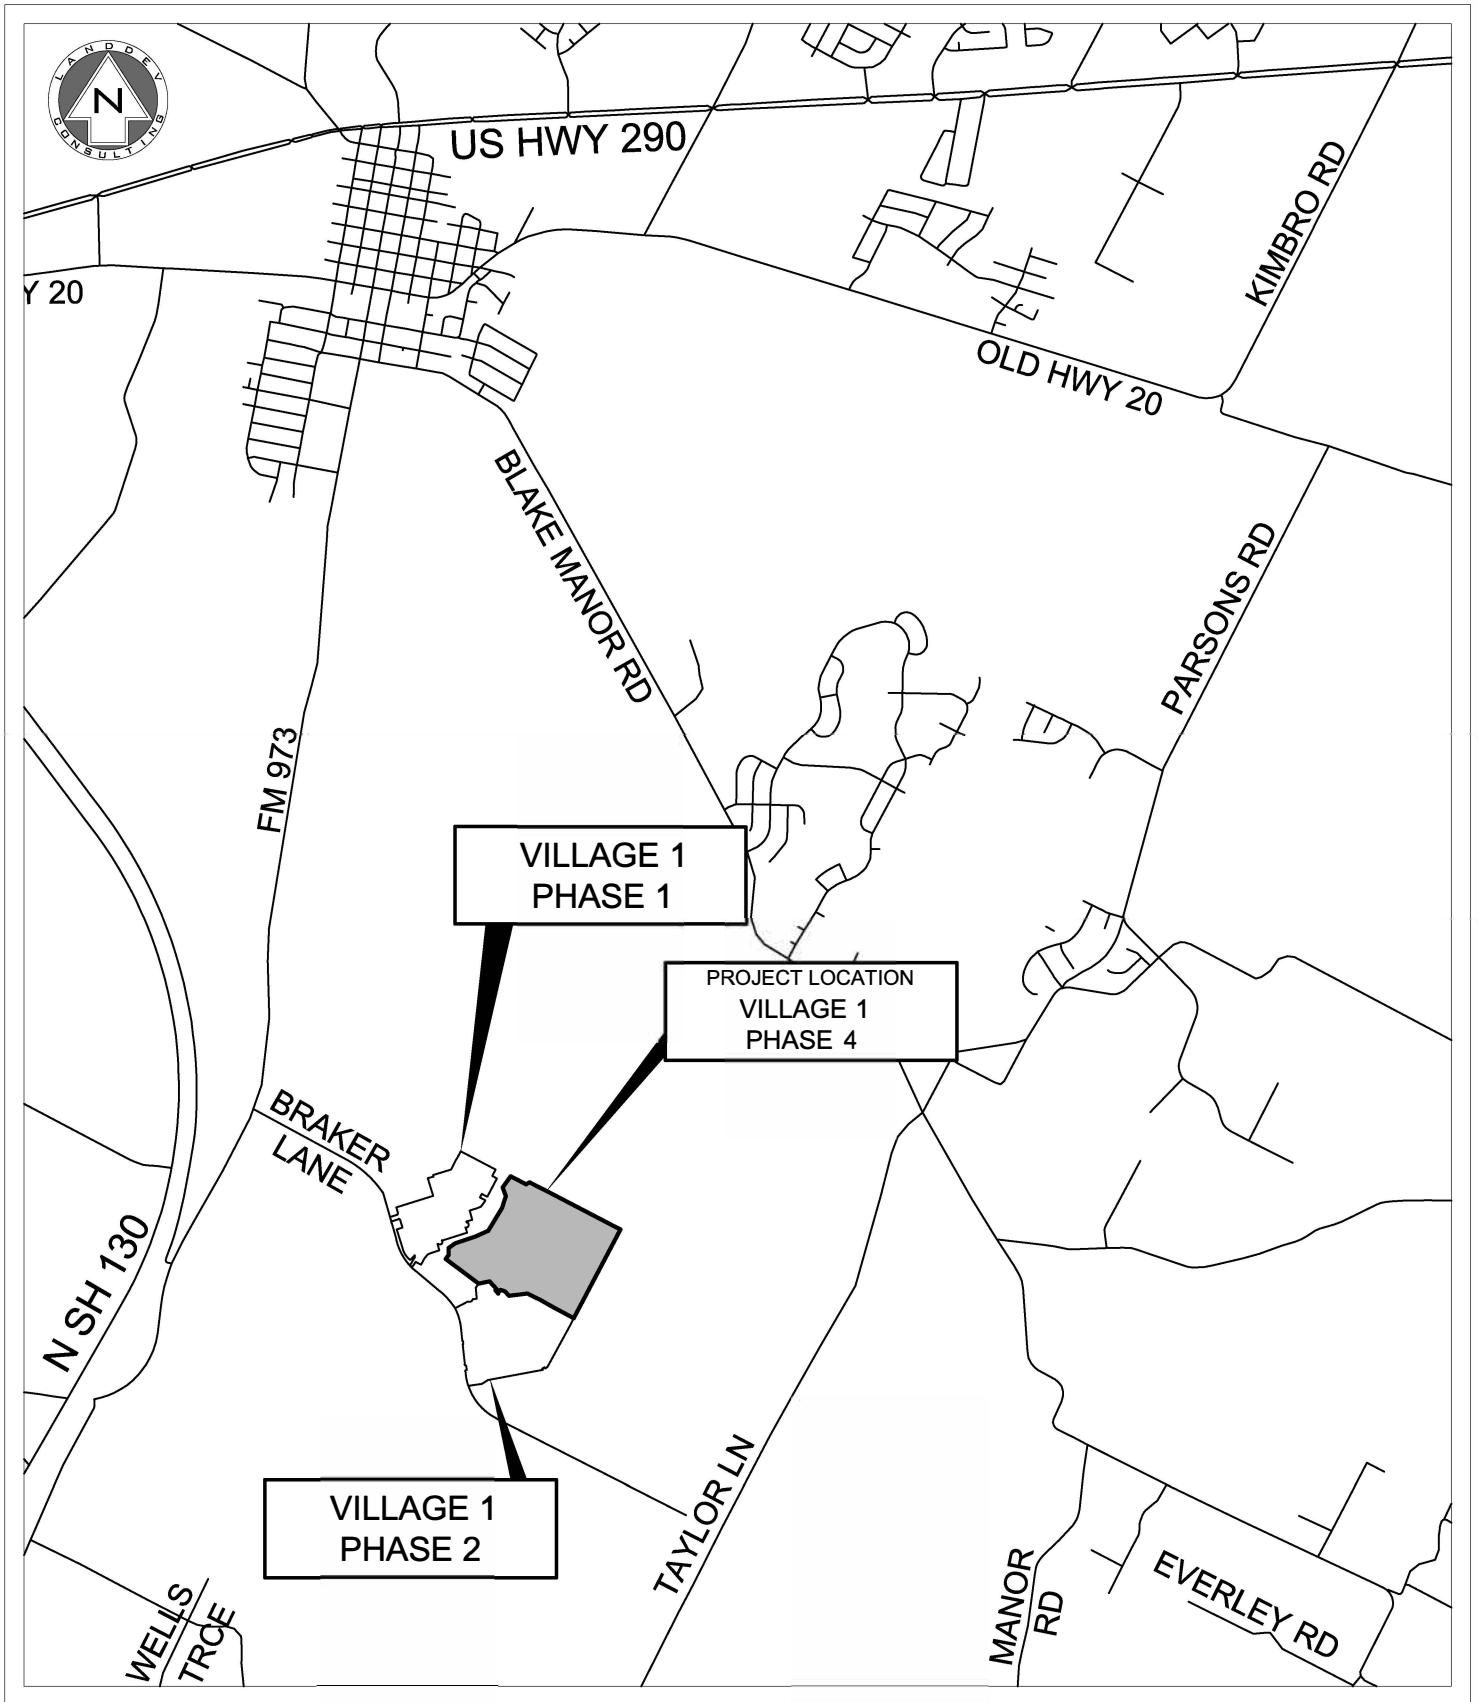 LANDDEV
N
CONSULTING
US HWY 290
KIMBRO RD
Y 20
OLD HWY 20
BLAKE MANOR RD
PARSONS RD
FM 973
VILLAGE 1
PHASE 1
PROJECT LOCATION
VILLAGE 1
PHASE 4
BRAKER
LANE
N SH 130
VILLAGE 1
PHASE 2
TAYLOR LN
MANOR
RD
EVERLEY RD
WELLS
TRCE